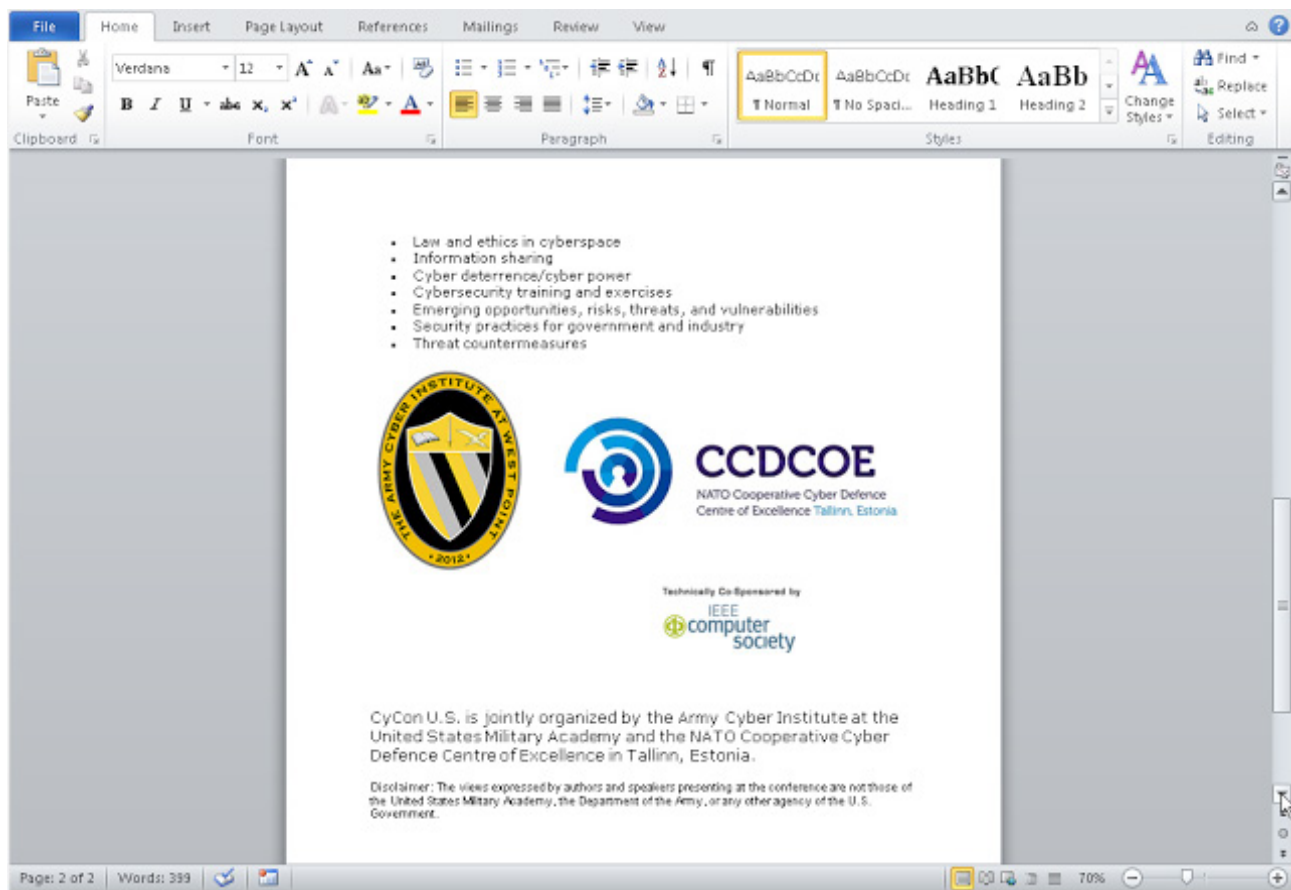 File Home Insert Page Layout References Mailings Review View
Paste
Verdana 12 A A Aa
B I U abc x, x² A A
AaBbCcDc AaBbCcDc AaBb( AaBb
¶ Normal ¶ No Spaci... Heading 1 Heading 2
Change
Styles
Find
Replace
Select
Clipboard Font Paragraph Styles Editing
• Law and ethics in cyberspace
• Information sharing
• Cyber deterrence/cyber power
• Cybersecurity training and exercises
• Emerging opportunities, risks, threats, and vulnerabilities
• Security practices for government and industry
• Threat countermeasures
THE ARMY CYBER INSTITUTE AT WEST POINT
• 2012 •
CCDCOE
NATO Cooperative Cyber Defence
Centre of Excellence Tallinn, Estonia
Technically Co-Sponsored by
IEEE
computer
society
CyCon U.S. is jointly organized by the Army Cyber Institute at the
United States Military Academy and the NATO Cooperative Cyber
Defence Centre of Excellence in Tallinn, Estonia.
Disclaimer: The views expressed by authors and speakers presenting at the conference are not those of
the United States Military Academy, the Department of the Army, or any other agency of the U.S.
Government.
Page: 2 of 2 Words: 399 70%